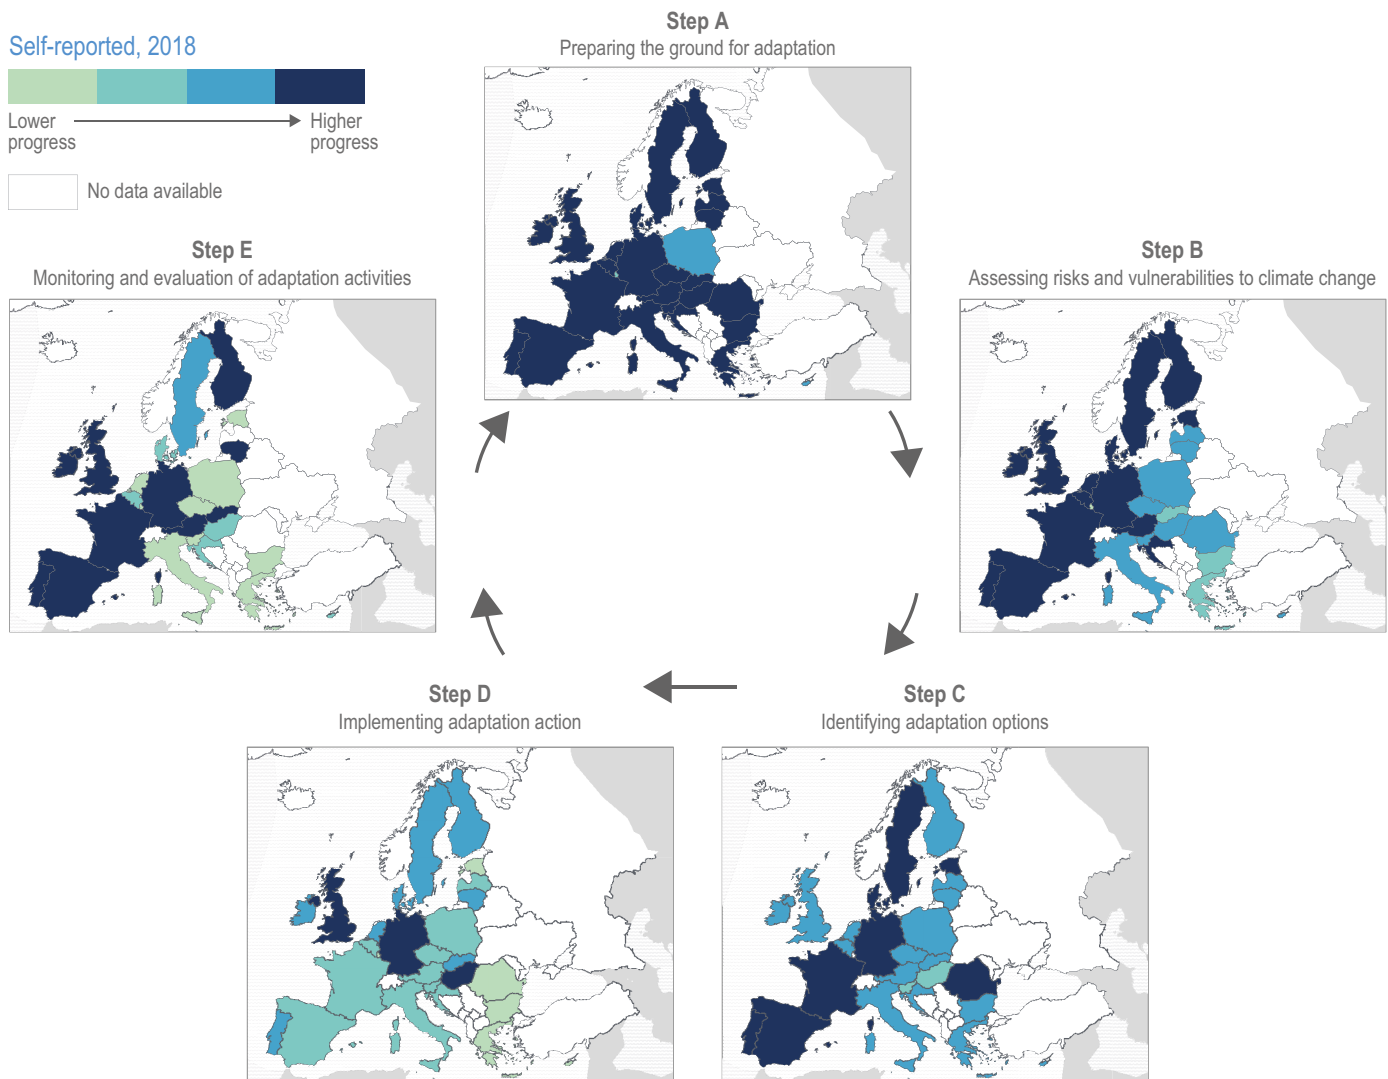 Self-reported, 2018
Lower progress
Higher progress
No data available
Step A
Preparing the ground for adaptation
Step B
Assessing risks and vulnerabilities to climate change
Step C
Identifying adaptation options
Step D
Implementing adaptation action
Step E
Monitoring and evaluation of adaptation activities